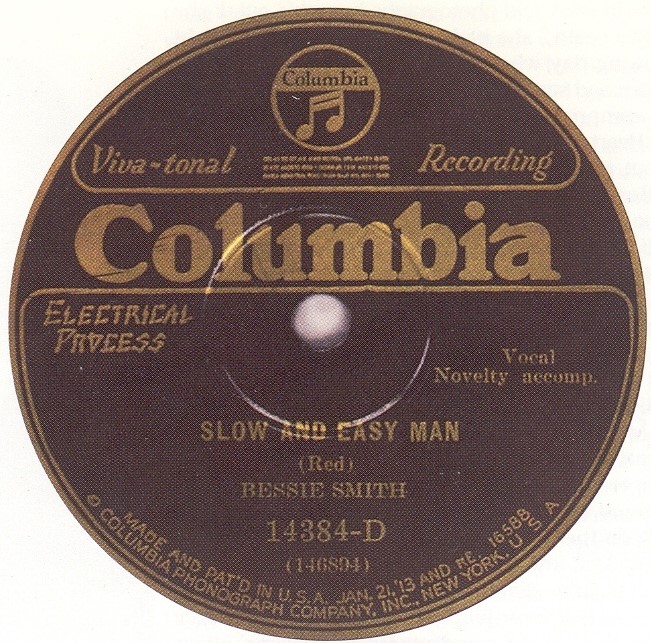 Columbia
Viva-tonal Recording
Columbia
ELECTRICAL
PROCESS
Vocal
Novelty accomp.
SLOW AND EASY MAN
(Red)
BESSIE SMITH
14384-D
(146894)
MADE AND PAT'D IN U.S.A. JAN. 21,'13 AND RE. 16588
© COLUMBIA PHONOGRAPH COMPANY, INC., NEW YORK, U S A